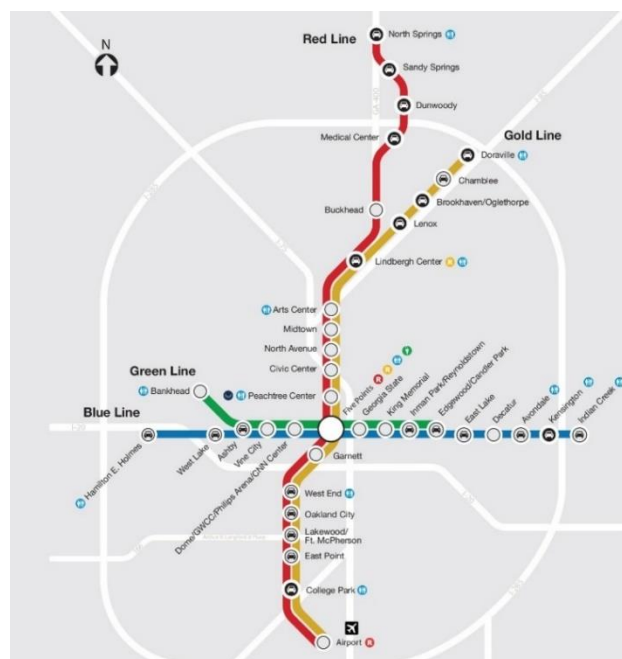 N
Red Line
North Springs
Sandy Springs
Dunwoody
Medical Center
Gold Line
Doraville
Chamblee
Brookhaven/Oglethorpe
Buckhead
Lenox
Lindbergh Center
Arts Center
Midtown
North Avenue
Civic Center
Green Line
Bankhead
Peachtree Center
Five Points
Georgia State
King Memorial
Inman Park/Reynoldstown
Edgewood/Candler Park
East Lake
Decatur
Avondale
Kensington
Indian Creek
Blue Line
Hamilton E. Holmes
West Lake
Ashby
Vine City
Dome/GWCC/Philips Arena/CNN Center
Garnett
West End
Oakland City
Lakewood/
Ft. McPherson
East Point
College Park
Airport